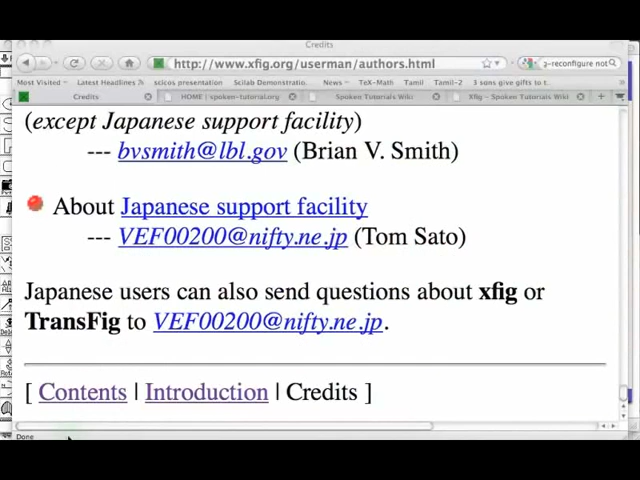 Credits
http://www.xfig.org/userman/authors.html
?-reconfigure not
Most Visited Latest Headlines scicos presentation Scilab Demonstratio.. News TeX-Math Tamil Tamil-2 3 sons give gifts to t..
Credits HOME | spoken-tutorial.org Spoken Tutorials Wiki Xfig – Spoken Tutorials Wiki
(except Japanese support facility)
--- bvsmith@lbl.gov (Brian V. Smith)
About Japanese support facility
--- VEF00200@nifty.ne.jp (Tom Sato)
Japanese users can also send questions about xfig or
TransFig to VEF00200@nifty.ne.jp.
[ Contents | Introduction | Credits ]
Done